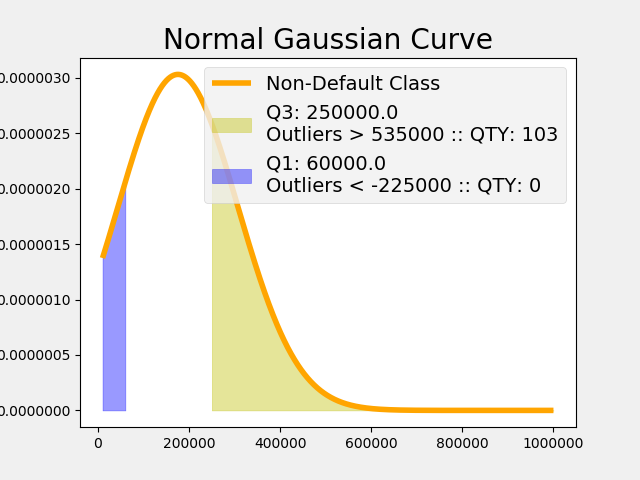 Normal Gaussian Curve
0.0000030
0.0000025
0.0000020
0.0000015
0.0000010
0.0000005
0.0000000
Non-Default Class
Q3: 250000.0
Outliers > 535000 :: QTY: 103
Q1: 60000.0
Outliers < -225000 :: QTY: 0
0 200000 400000 600000 800000 1000000